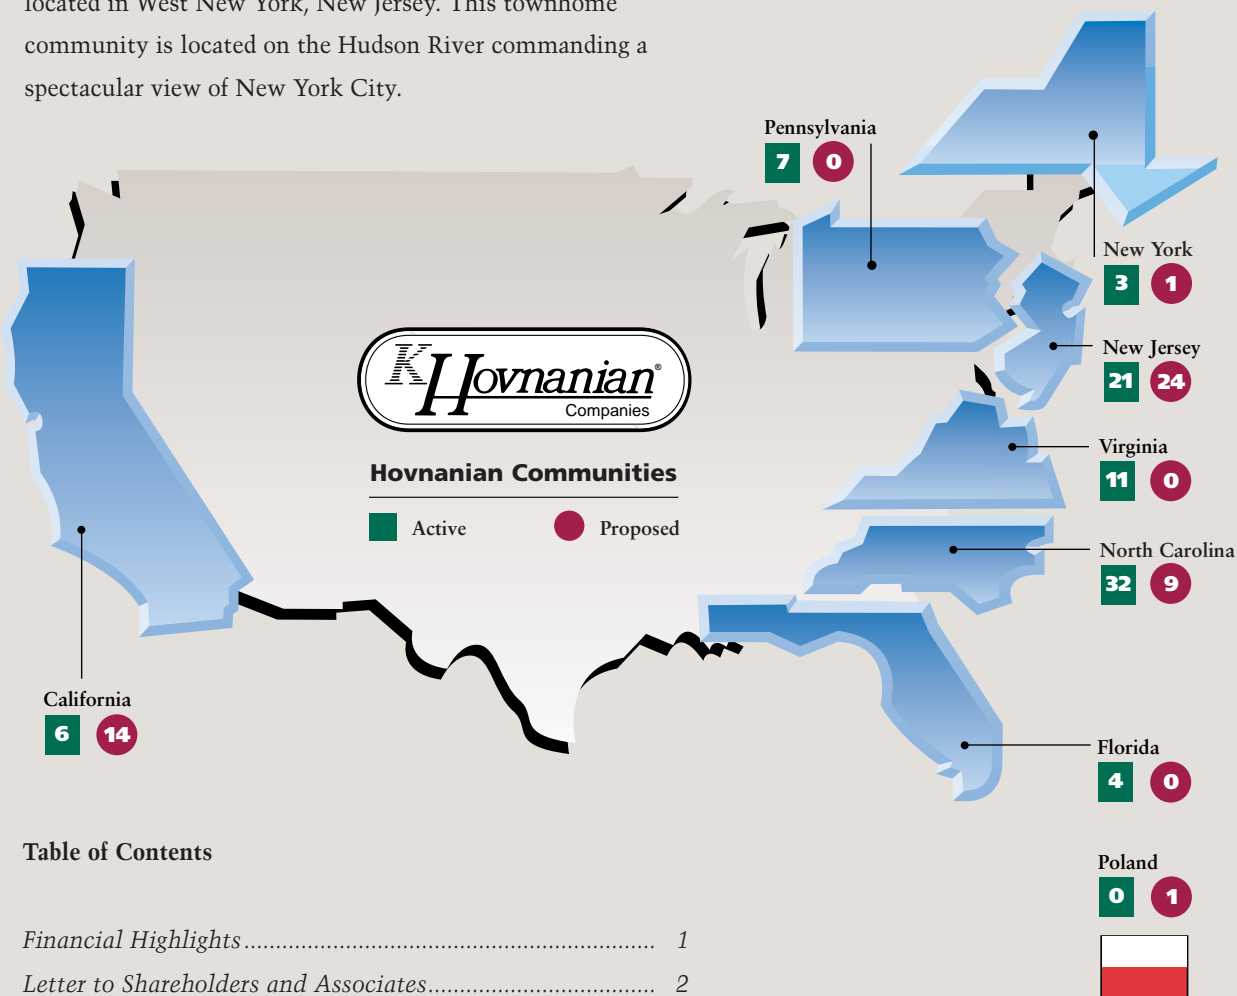 located in West New York, New Jersey. This townhome
community is located on the Hudson River commanding a
spectacular view of New York City.
Pennsylvania
7 0
New York
3 1
New Jersey
21 24
Virginia
11 0
North Carolina
32 9
K Hovnanian®
Companies
Hovnanian Communities
Active Proposed
California
6 14
Florida
4 0
Poland
0 1
Table of Contents
Financial Highlights ................................................................. 1
Letter to Shareholders and Associates.................................... 2